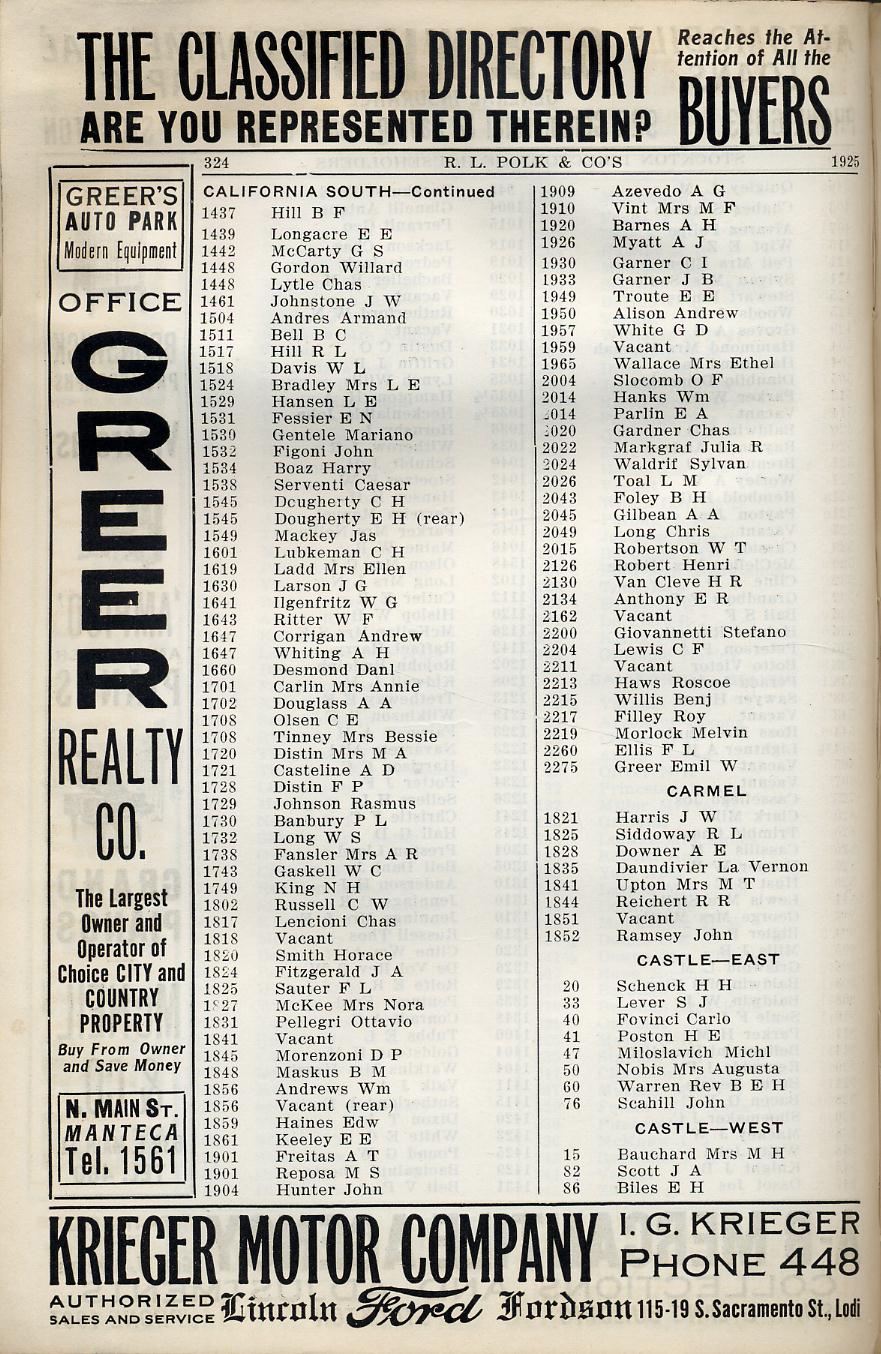 THE CLASSIFIED DIRECTORY
ARE YOU REPRESENTED THEREIN?
Reaches the At-
tention of All the
BUYERS
324 R. L. POLK & CO'S 1925
GREER'S
AUTO PARK
Modern Equipment
OFFICE
GREER
REALTY
CO.
The Largest
Owner and
Operator of
Choice CITY and
COUNTRY
PROPERTY
Buy From Owner
and Save Money
N. MAIN ST.
MANTECA
Tel. 1561
CALIFORNIA SOUTH—Continued
1437 Hill B F
1439 Longacre E E
1442 McCarty G S
1448 Gordon Willard
1448 Lytle Chas
1461 Johnstone J W
1504 Andres Armand
1511 Bell B C
1517 Hill R L
1518 Davis W L
1524 Bradley Mrs L E
1529 Hansen L E
1531 Fessier E N
1530 Gentele Mariano
1532 Figoni John
1534 Boaz Harry
1538 Serventi Caesar
1545 Dougherty C H
1545 Dougherty E H (rear)
1549 Mackey Jas
1601 Lubkeman C H
1619 Ladd Mrs Ellen
1630 Larson J G
1641 Ilgenfritz W G
1643 Ritter W F
1647 Corrigan Andrew
1647 Whiting A H
1660 Desmond Danl
1701 Carlin Mrs Annie
1702 Douglass A A
1708 Olsen C E
1708 Tinney Mrs Bessie
1720 Distin Mrs M A
1721 Casteline A D
1728 Distin F P
1729 Johnson Rasmus
1730 Banbury P L
1732 Long W S
1738 Fansler Mrs A R
1743 Gaskell W C
1749 King N H
1802 Russell C W
1817 Lencioni Chas
1818 Vacant
1820 Smith Horace
1824 Fitzgerald J A
1825 Sauter F L
1827 McKee Mrs Nora
1831 Pellegri Ottavio
1841 Vacant
1845 Morenzoni D P
1848 Maskus B M
1856 Andrews Wm
1856 Vacant (rear)
1859 Haines Edw
1861 Keeley E E
1901 Freitas A T
1901 Reposa M S
1904 Hunter John
1909 Azevedo A G
1910 Vint Mrs M F
1920 Barnes A H
1926 Myatt A J
1930 Garner C I
1933 Garner J B
1949 Troute E E
1950 Alison Andrew
1957 White G D
1959 Vacant
1965 Wallace Mrs Ethel
2004 Slocomb O F
2014 Hanks Wm
2014 Parlin E A
2020 Gardner Chas
2022 Markgraf Julia R
2024 Waldrif Sylvan
2026 Toal L M
2043 Foley B H
2045 Gilbean A A
2049 Long Chris
2015 Robertson W T
2126 Robert Henri
2130 Van Cleve H R
2134 Anthony E R
2162 Vacant
2200 Giovannetti Stefano
2204 Lewis C F
2211 Vacant
2213 Haws Roscoe
2215 Willis Benj
2217 Filley Roy
2219 Morlock Melvin
2260 Ellis F L
2275 Greer Emil W
CARMEL
1821 Harris J W
1825 Siddoway R L
1828 Downer A E
1835 Daundivier La Vernon
1841 Upton Mrs M T
1844 Reichert R R
1851 Vacant
1852 Ramsey John
CASTLE—EAST
20 Schenck H H
33 Lever S J
40 Fovinci Carlo
41 Poston H E
47 Miloslavich Michl
50 Nobis Mrs Augusta
60 Warren Rev B E H
76 Scahill John
CASTLE—WEST
15 Bauchard Mrs M H
82 Scott J A
86 Biles E H
KRIEGER MOTOR COMPANY
I. G. KRIEGER
PHONE 448
AUTHORIZED
SALES AND SERVICE
Lincoln Ford Fordson 115-19 S. Sacramento St., Lodi